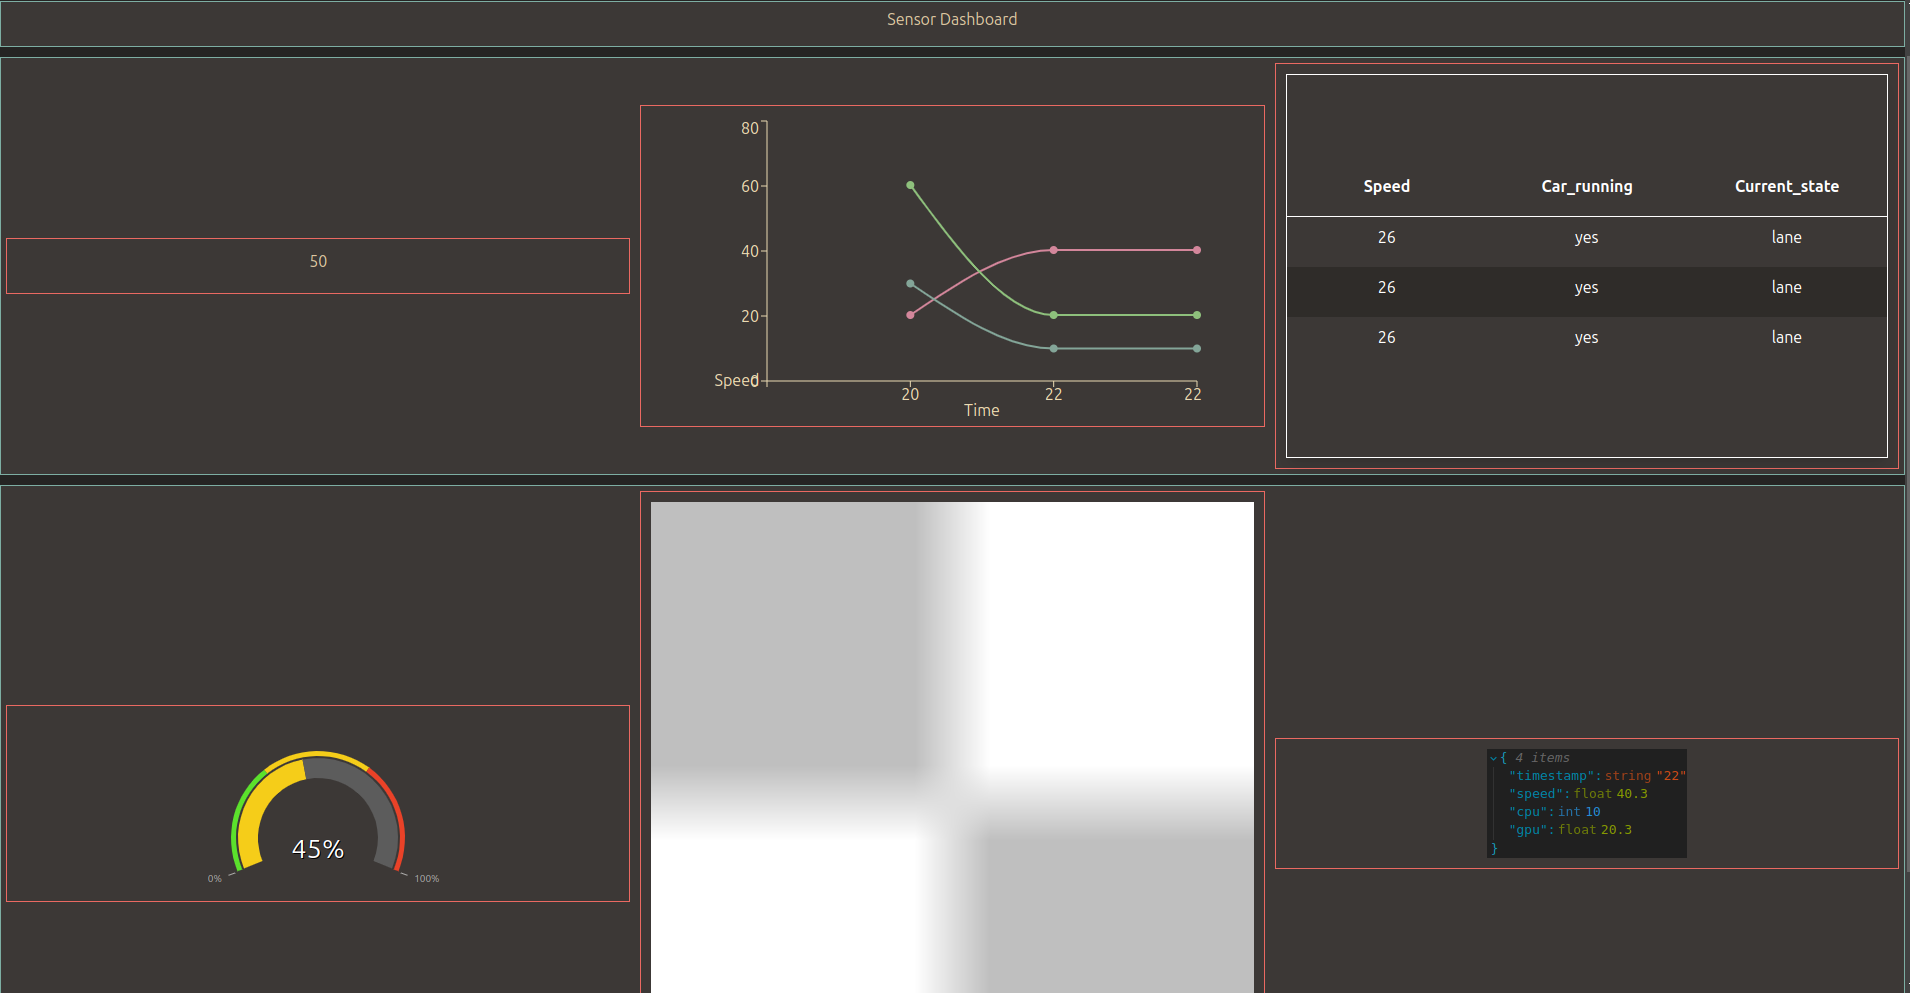 Sensor Dashboard
50
80
60
40
20
Speed
0
20 22 22
Time
Speed Car_running Current_state
26 yes lane
26 yes lane
26 yes lane
45%
0% 100%
{ 4 items
"timestamp": string "22"
"speed": float 40.3
"cpu": int 10
"gpu": float 20.3
}